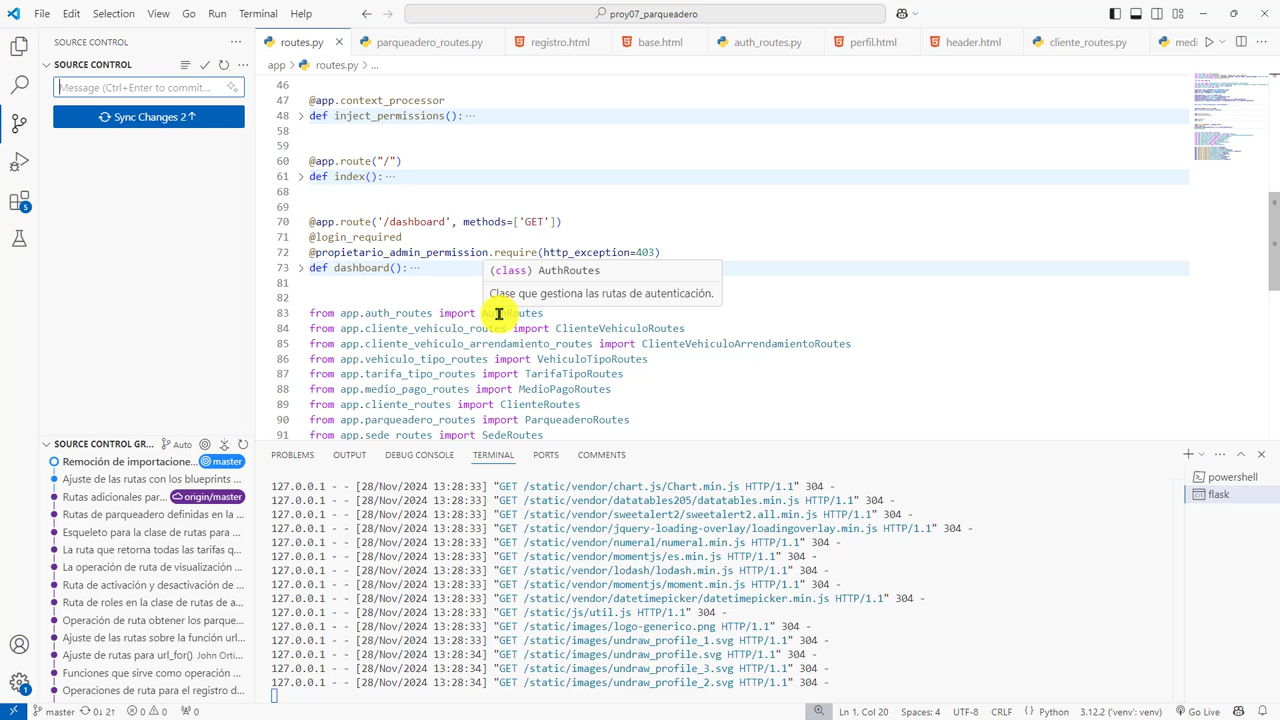 File Edit Selection View Go Run Terminal Help
proy07_parqueadero
SOURCE CONTROL
SOURCE CONTROL
Message (Ctrl+Enter to commit...
Sync Changes 2↑
routes.py
parqueadero_routes.py
registro.html
base.html
auth_routes.py
perfil.html
header.html
cliente_routes.py
medi
app > routes.py > ...
46
47 @app.context_processor
48 def inject_permissions(): ...
58
59
60 @app.route("/")
61 def index(): ...
68
69
70 @app.route('/dashboard', methods=['GET'])
71 @login_required
72 @propietario_admin_permission.require(http_exception=403)
73 def dashboard(): ...
81
82
(class) AuthRoutes
Clase que gestiona las rutas de autenticación.
83 from app.auth_routes import AuthRoutes
84 from app.cliente_vehiculo_routes import ClienteVehiculoRoutes
85 from app.cliente_vehiculo_arrendamiento_routes import ClienteVehiculoArrendamientoRoutes
86 from app.vehiculo_tipo_routes import VehiculoTipoRoutes
87 from app.tarifa_tipo_routes import TarifaTipoRoutes
88 from app.medio_pago_routes import MedioPagoRoutes
89 from app.cliente_routes import ClienteRoutes
90 from app.parqueadero_routes import ParqueaderoRoutes
91 from app.sede_routes import SedeRoutes
SOURCE CONTROL GR... Auto
Remoción de importacione... master
Ajuste de las rutas con los blueprints ...
Rutas adicionales par... origin/master
Rutas de parqueadero definidas en la ...
Esqueleto para la clase de rutas para ...
La ruta que retorna todas las tarifas q...
La operación de ruta de visualización ...
Ruta de activación y desactivación de ...
Ruta de roles en la clase de rutas de a...
Operación de ruta obtener los parque...
Ajuste de las rutas sobre la función url...
Ajuste de rutas para url_for() John Orti...
Funciones que sirve como operación ...
Operaciones de ruta para el registro d...
PROBLEMS OUTPUT DEBUG CONSOLE TERMINAL PORTS COMMENTS
powershell
flask
127.0.0.1 - - [28/Nov/2024 13:28:33] "GET /static/vendor/chart.js/Chart.min.js HTTP/1.1" 304 -
127.0.0.1 - - [28/Nov/2024 13:28:33] "GET /static/vendor/datatables205/datatables.min.js HTTP/1.1" 304 -
127.0.0.1 - - [28/Nov/2024 13:28:33] "GET /static/vendor/sweetalert2/sweetalert2.all.min.js HTTP/1.1" 304 -
127.0.0.1 - - [28/Nov/2024 13:28:33] "GET /static/vendor/jquery-loading-overlay/loadingoverlay.min.js HTTP/1.1" 304 -
127.0.0.1 - - [28/Nov/2024 13:28:33] "GET /static/vendor/numeral/numeral.min.js HTTP/1.1" 304 -
127.0.0.1 - - [28/Nov/2024 13:28:33] "GET /static/vendor/momentjs/es.min.js HTTP/1.1" 304 -
127.0.0.1 - - [28/Nov/2024 13:28:33] "GET /static/vendor/lodash/lodash.min.js HTTP/1.1" 304 -
127.0.0.1 - - [28/Nov/2024 13:28:33] "GET /static/vendor/momentjs/moment.min.js HTTP/1.1" 304 -
127.0.0.1 - - [28/Nov/2024 13:28:33] "GET /static/vendor/datetimepicker/datetimepicker.min.js HTTP/1.1" 304 -
127.0.0.1 - - [28/Nov/2024 13:28:33] "GET /static/js/util.js HTTP/1.1" 304 -
127.0.0.1 - - [28/Nov/2024 13:28:34] "GET /static/images/logo-generico.png HTTP/1.1" 304 -
127.0.0.1 - - [28/Nov/2024 13:28:34] "GET /static/images/undraw_profile_1.svg HTTP/1.1" 304 -
127.0.0.1 - - [28/Nov/2024 13:28:34] "GET /static/images/undraw_profile.svg HTTP/1.1" 304 -
127.0.0.1 - - [28/Nov/2024 13:28:34] "GET /static/images/undraw_profile_3.svg HTTP/1.1" 304 -
127.0.0.1 - - [28/Nov/2024 13:28:34] "GET /static/images/undraw_profile_2.svg HTTP/1.1" 304 -
5
1
master 0↓ 2↑ 0 0 0 Ln 1, Col 20 Spaces: 4 UTF-8 CRLF Python 3.12.2 ('venv': venv) Go Live